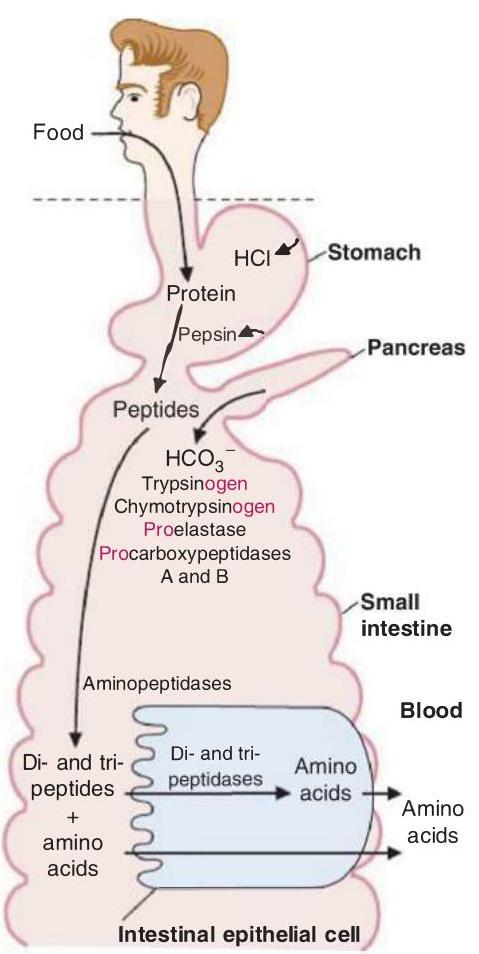 Food
HCl
Stomach
Protein
Pepsin
Pancreas
Peptides
HCO₃⁻
Trypsinogen
Chymotrypsinogen
Proelastase
Procarboxypeptidases
A and B
Small
intestine
Aminopeptidases
Blood
Di- and tri-
peptides
+
amino
acids
Di- and tri-
peptidases
Amino
acids
Amino
acids
Intestinal epithelial cell